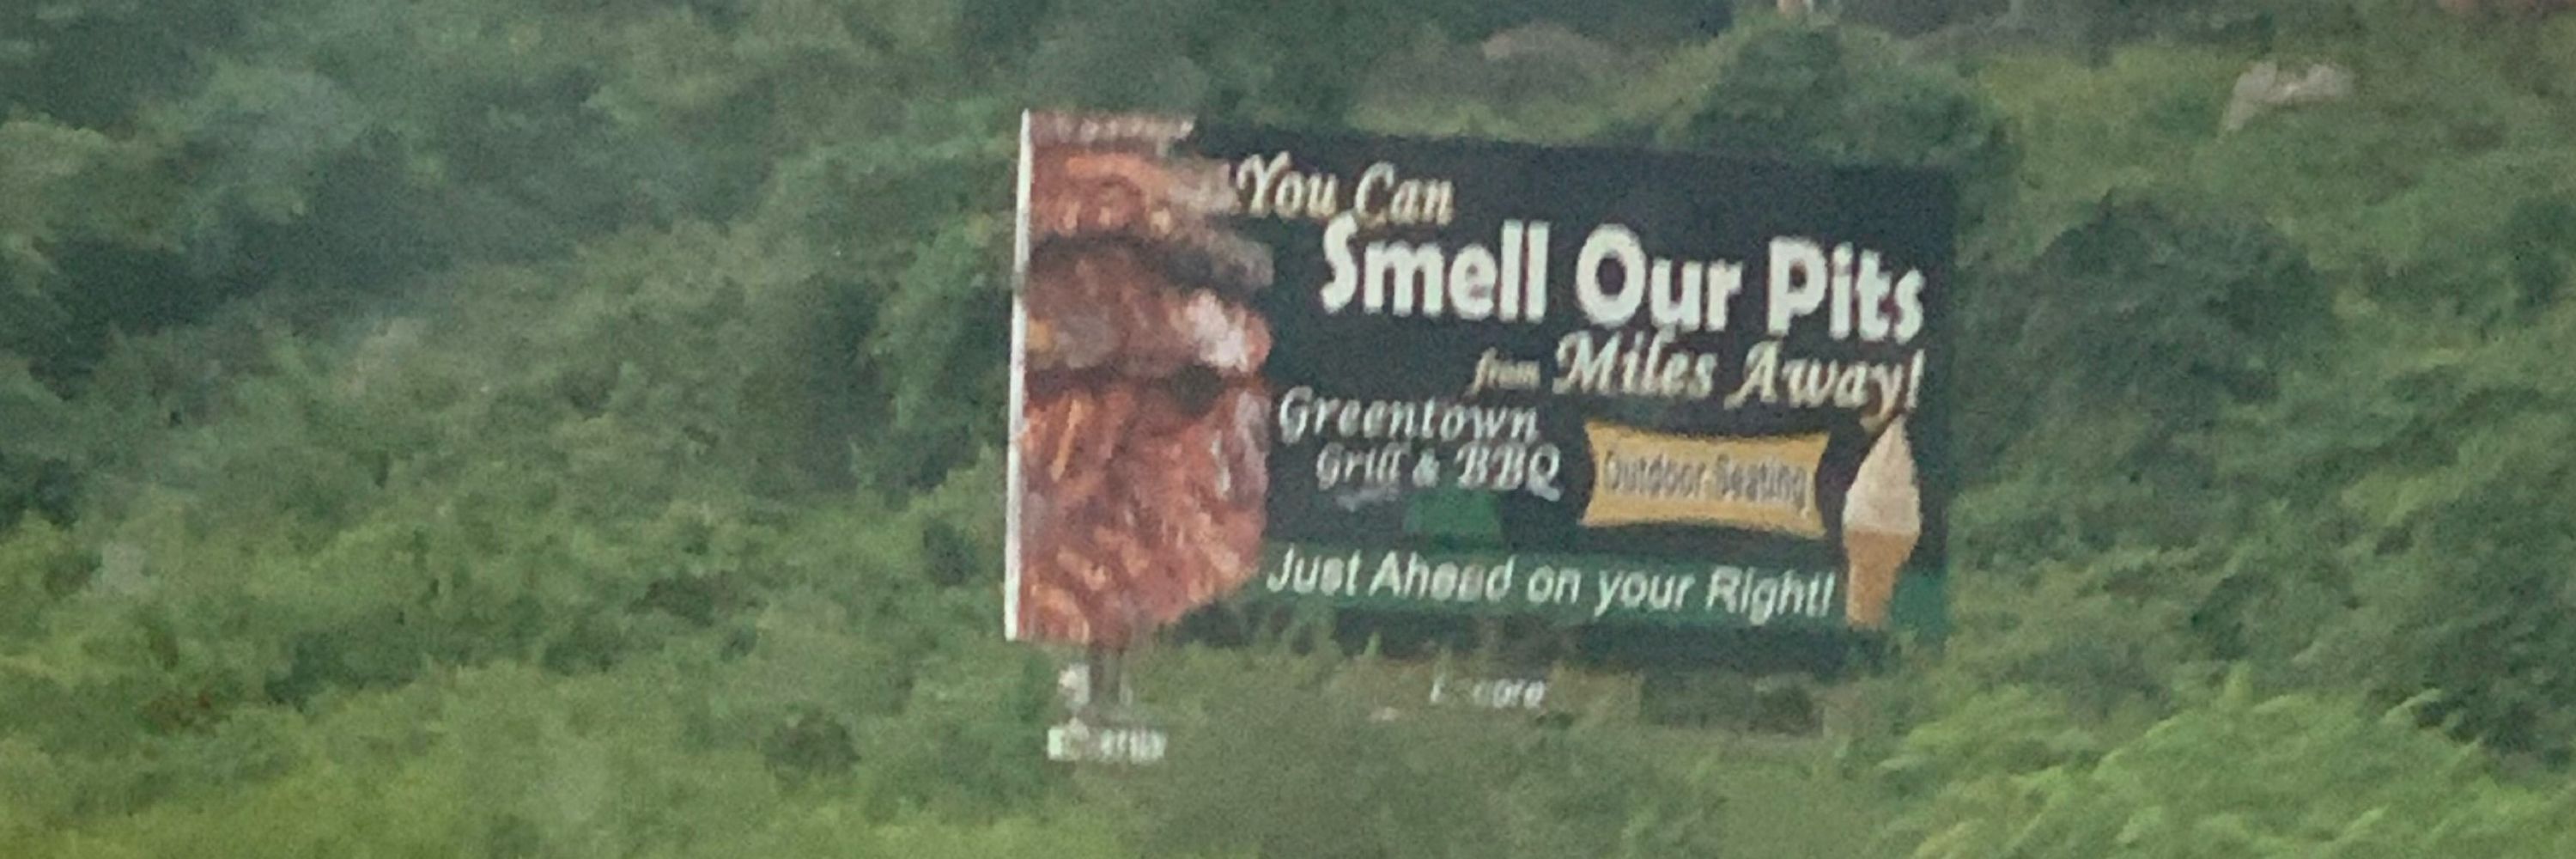 You Can
Smell Our Pits
from Miles Away!
Greentown
Grill & BBQ
Outdoor Seating
Just Ahead on your Right!